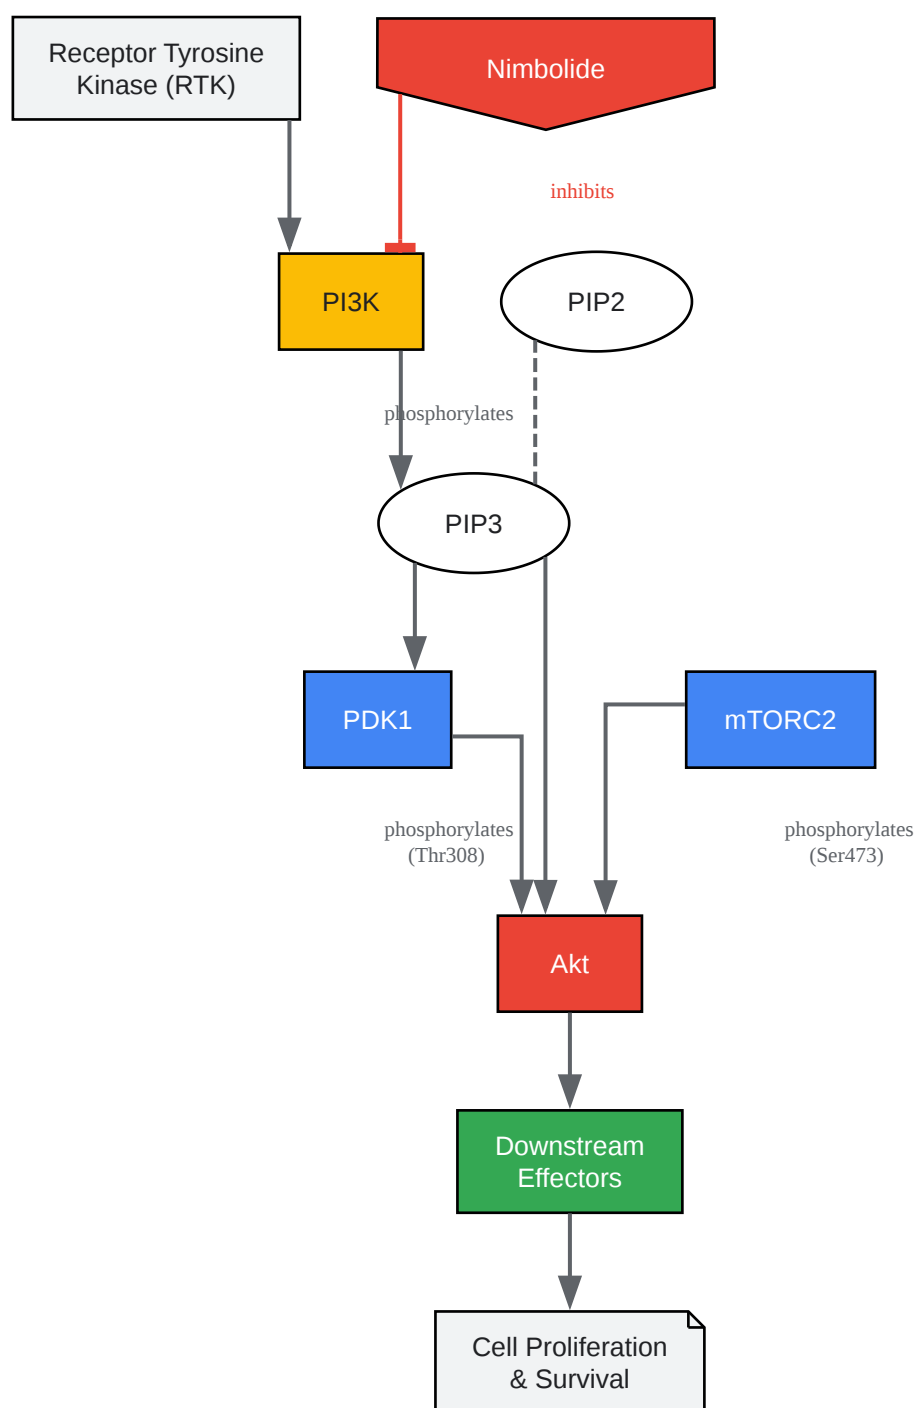 Receptor Tyrosine
Kinase (RTK)
Nimbolide
inhibits
PI3K
PIP2
phosphorylates
PIP3
PDK1
mTORC2
phosphorylates
(Thr308)
phosphorylates
(Ser473)
Akt
Downstream
Effectors
Cell Proliferation
& Survival